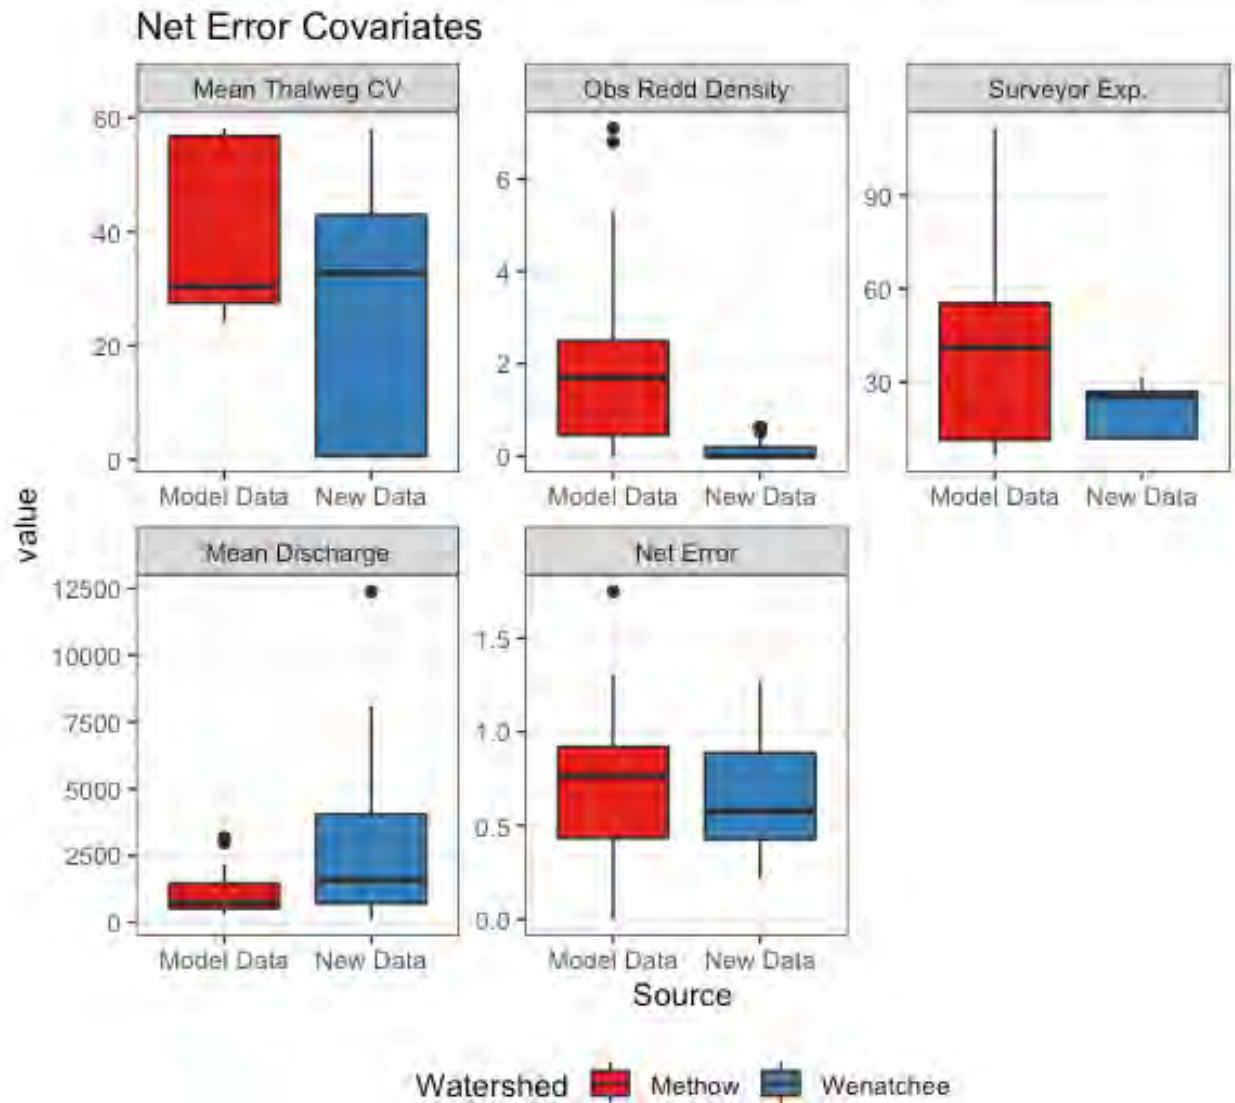 Net Error Covariates
Mean Thalweg CV
Obs Redd Density
Surveyor Exp.
60
40
20
0
6
4
2
0
90
60
30
Model Data New Data
Model Data New Data
Model Data New Data
value
Mean Discharge
Net Error
12500
10000
7500
5000
2500
0
1.5
1.0
0.5
0.0
Model Data New Data
Model Data New Data
Source
Watershed Methow Wenatchee